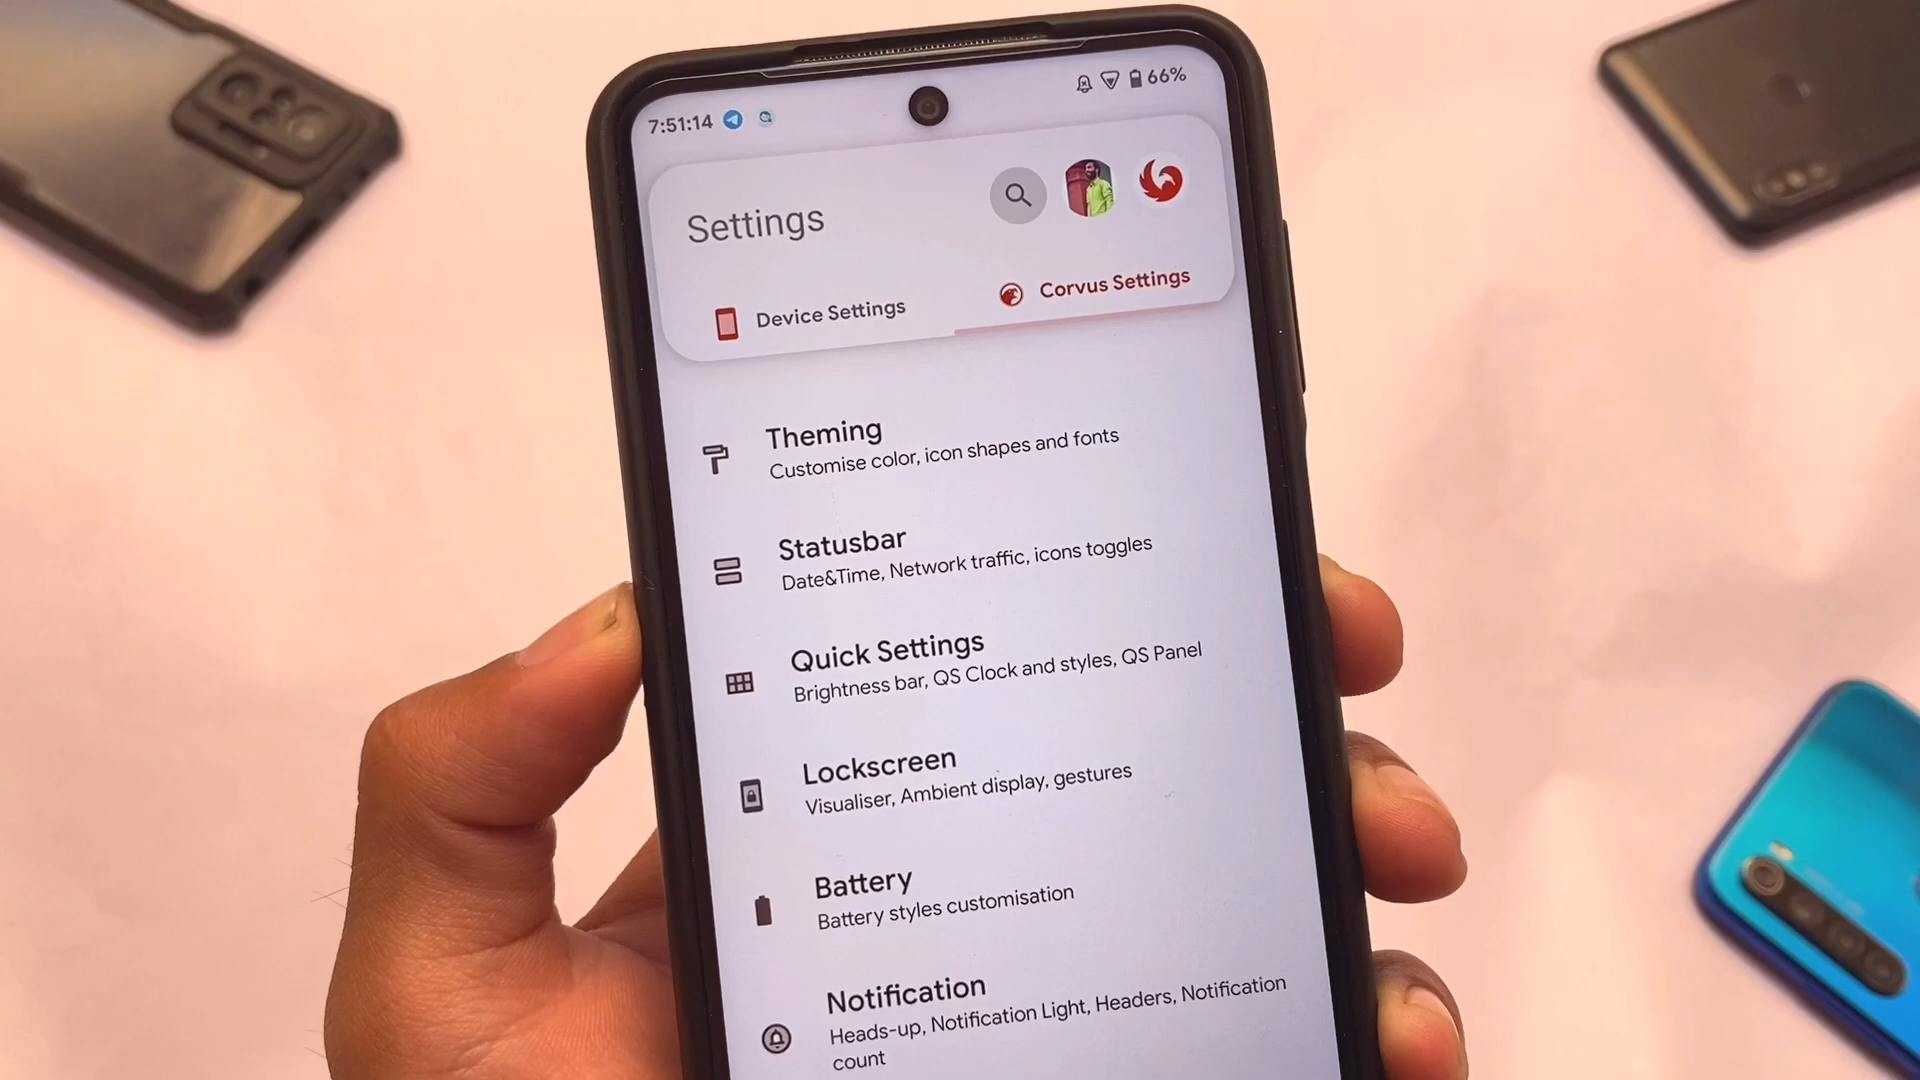 7:51:14
66%
Settings
Device Settings
Corvus Settings
Theming
Customise color, icon shapes and fonts
Statusbar
Date&Time, Network traffic, icons toggles
Quick Settings
Brightness bar, QS Clock and styles, QS Panel
Lockscreen
Visualiser, Ambient display, gestures
Battery
Battery styles customisation
Notification
Heads-up, Notification Light, Headers, Notification
count